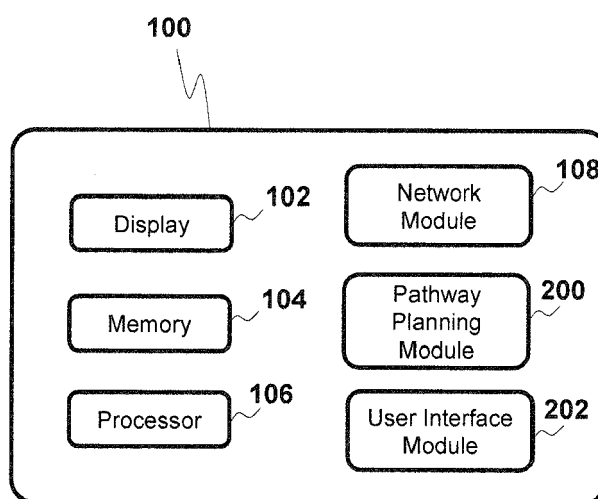 100
Display
102
Memory
104
Processor
106
Network
Module
108
Pathway
Planning
Module
200
User Interface
Module
202